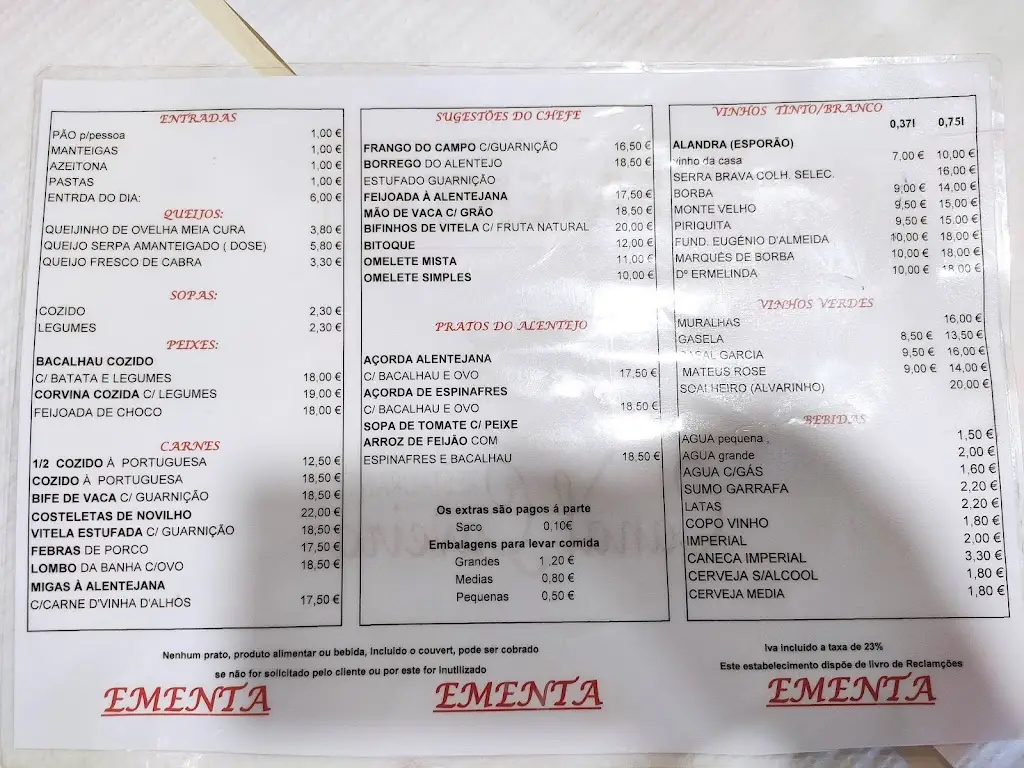 ENTRADAS
PÃO p/pessoa 1,00 €
MANTEIGAS 1,00 €
AZEITONA 1,00 €
PASTAS 1,00 €
ENTRDA DO DIA: 6,00 €
QUEIJOS:
QUEIJINHO DE OVELHA MEIA CURA 3,80 €
QUEIJO SERPA AMANTEIGADO ( DOSE) 5,80 €
QUEIJO FRESCO DE CABRA 3,30 €
SOPAS:
COZIDO 2,30 €
LEGUMES 2,30 €
PEIXES:
BACALHAU COZIDO
C/ BATATA E LEGUMES 18,00 €
CORVINA COZIDA C/ LEGUMES 19,00 €
FEIJOADA DE CHOCO 18,00 €
CARNES
1/2 COZIDO À PORTUGUESA 12,50 €
COZIDO À PORTUGUESA 18,50 €
BIFE DE VACA C/ GUARNIÇÃO 18,50 €
COSTELETAS DE NOVILHO 22,00 €
VITELA ESTUFADA C/ GUARNIÇÃO 18,50 €
FEBRAS DE PORCO 17,50 €
LOMBO DA BANHA C/OVO 18,50 €
MIGAS À ALENTEJANA
C/CARNE D'VINHA D'ALHOS 17,50 €
SUGESTÕES DO CHEFE
FRANGO DO CAMPO C/GUARNIÇÃO 16,50 €
BORREGO DO ALENTEJO 18,50 €
ESTUFADO GUARNIÇÃO
FEIJOADA À ALENTEJANA 17,50 €
MÃO DE VACA C/ GRÃO 18,50 €
BIFINHOS DE VITELA C/ FRUTA NATURAL 20,00 €
BITOQUE 12,00 €
OMELETE MISTA 11,00 €
OMELETE SIMPLES 10,00 €
PRATOS DO ALENTEJO
AÇORDA ALENTEJANA
C/ BACALHAU E OVO 17,50 €
AÇORDA DE ESPINAFRES
C/ BACALHAU E OVO 18,50 €
SOPA DE TOMATE C/ PEIXE
ARROZ DE FEIJÃO COM
ESPINAFRES E BACALHAU 18,50 €
Os extras são pagos á parte
Saco 0,10€
Embalagens para levar comida
Grandes 1 ,20 €
Medias 0,80 €
Pequenas 0,50 €
VINHOS TINTO/BRANCO
0,37l 0,75l
ALANDRA (ESPORÃO)
vinho da casa 7,00 € 10,00 €
SERRA BRAVA COLH. SELEC. 16,00 €
BORBA 9,00 € 14,00 €
MONTE VELHO 9,50 € 15,00 €
PIRIQUITA 9,50 € 15,00 €
FUND. EUGÉNIO D'ALMEIDA 10,00 € 18,00 €
MARQUÊS DE BORBA 10,00 € 18,00 €
Dª ERMELINDA 10,00 € 18,00 €
VINHOS VERDES
MURALHAS 16,00 €
GASELA 8,50 € 13,50 €
CASAL GARCIA 9,50 € 16,00 €
MATEUS ROSE 9,00 € 14,00 €
SOALHEIRO (ALVARINHO) 20,00 €
BEBIDAS
AGUA pequena , 1,50 €
AGUA grande 2,00 €
AGUA C/GÁS 1,60 €
SUMO GARRAFA 2,20 €
LATAS 2,20 €
COPO VINHO 1,80 €
IMPERIAL 2,00 €
CANECA IMPERIAL 3,30 €
CERVEJA S/ALCOOL 1,80 €
CERVEJA MEDIA 1,80 €
Nenhum prato, produto alimentar ou bebida, incluido o couvert, pode ser cobrado
se não for solicitado pelo cliente ou por este for inutilizado
Iva incluido a taxa de 23%
Este estabelecimento dispõe de livro de Reclamções
EMENTA EMENTA EMENTA